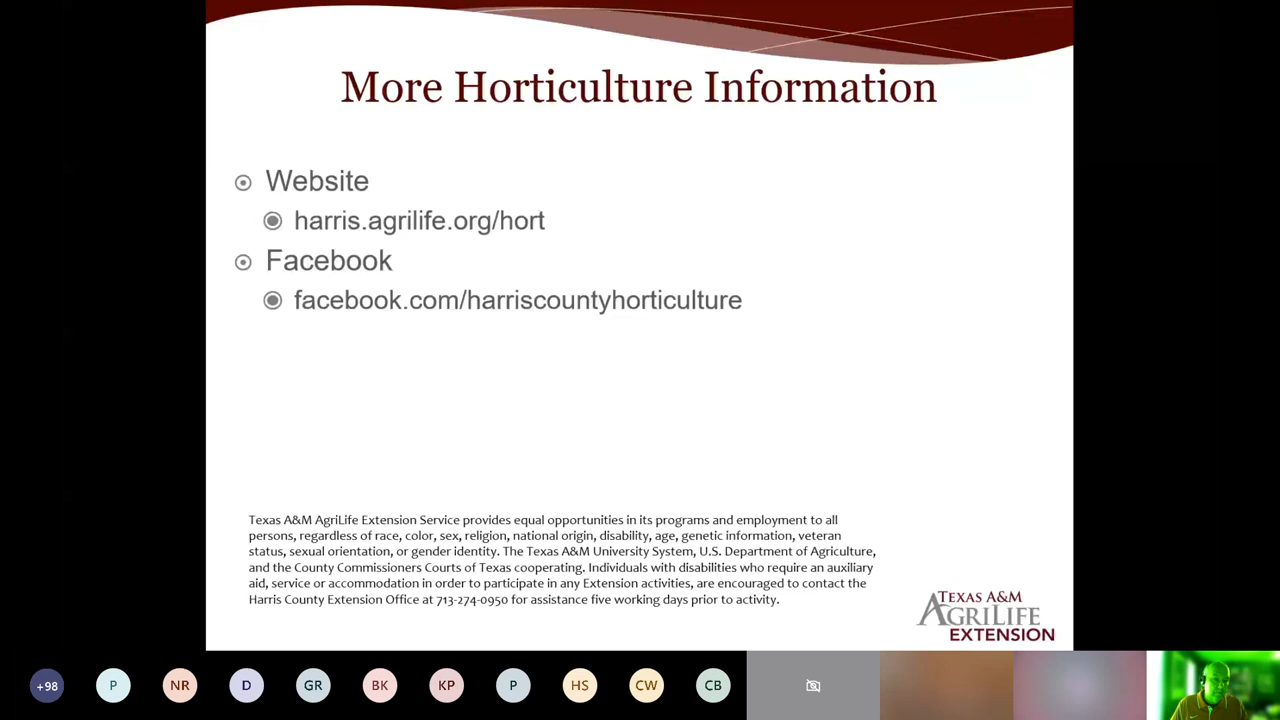 More Horticulture Information
Website
harris.agrilife.org/hort
Facebook
facebook.com/harriscountyhorticulture
Texas A&M AgriLife Extension Service provides equal opportunities in its programs and employment to all
persons, regardless of race, color, sex, religion, national origin, disability, age, genetic information, veteran
status, sexual orientation, or gender identity. The Texas A&M University System, U.S. Department of Agriculture,
and the County Commissioners Courts of Texas cooperating. Individuals with disabilities who require an auxiliary
aid, service or accommodation in order to participate in any Extension activities, are encouraged to contact the
Harris County Extension Office at 713-274-0950 for assistance five working days prior to activity.
TEXAS A&M
AGRILIFE
EXTENSION
+98 P NR D GR BK KP P HS CW CB